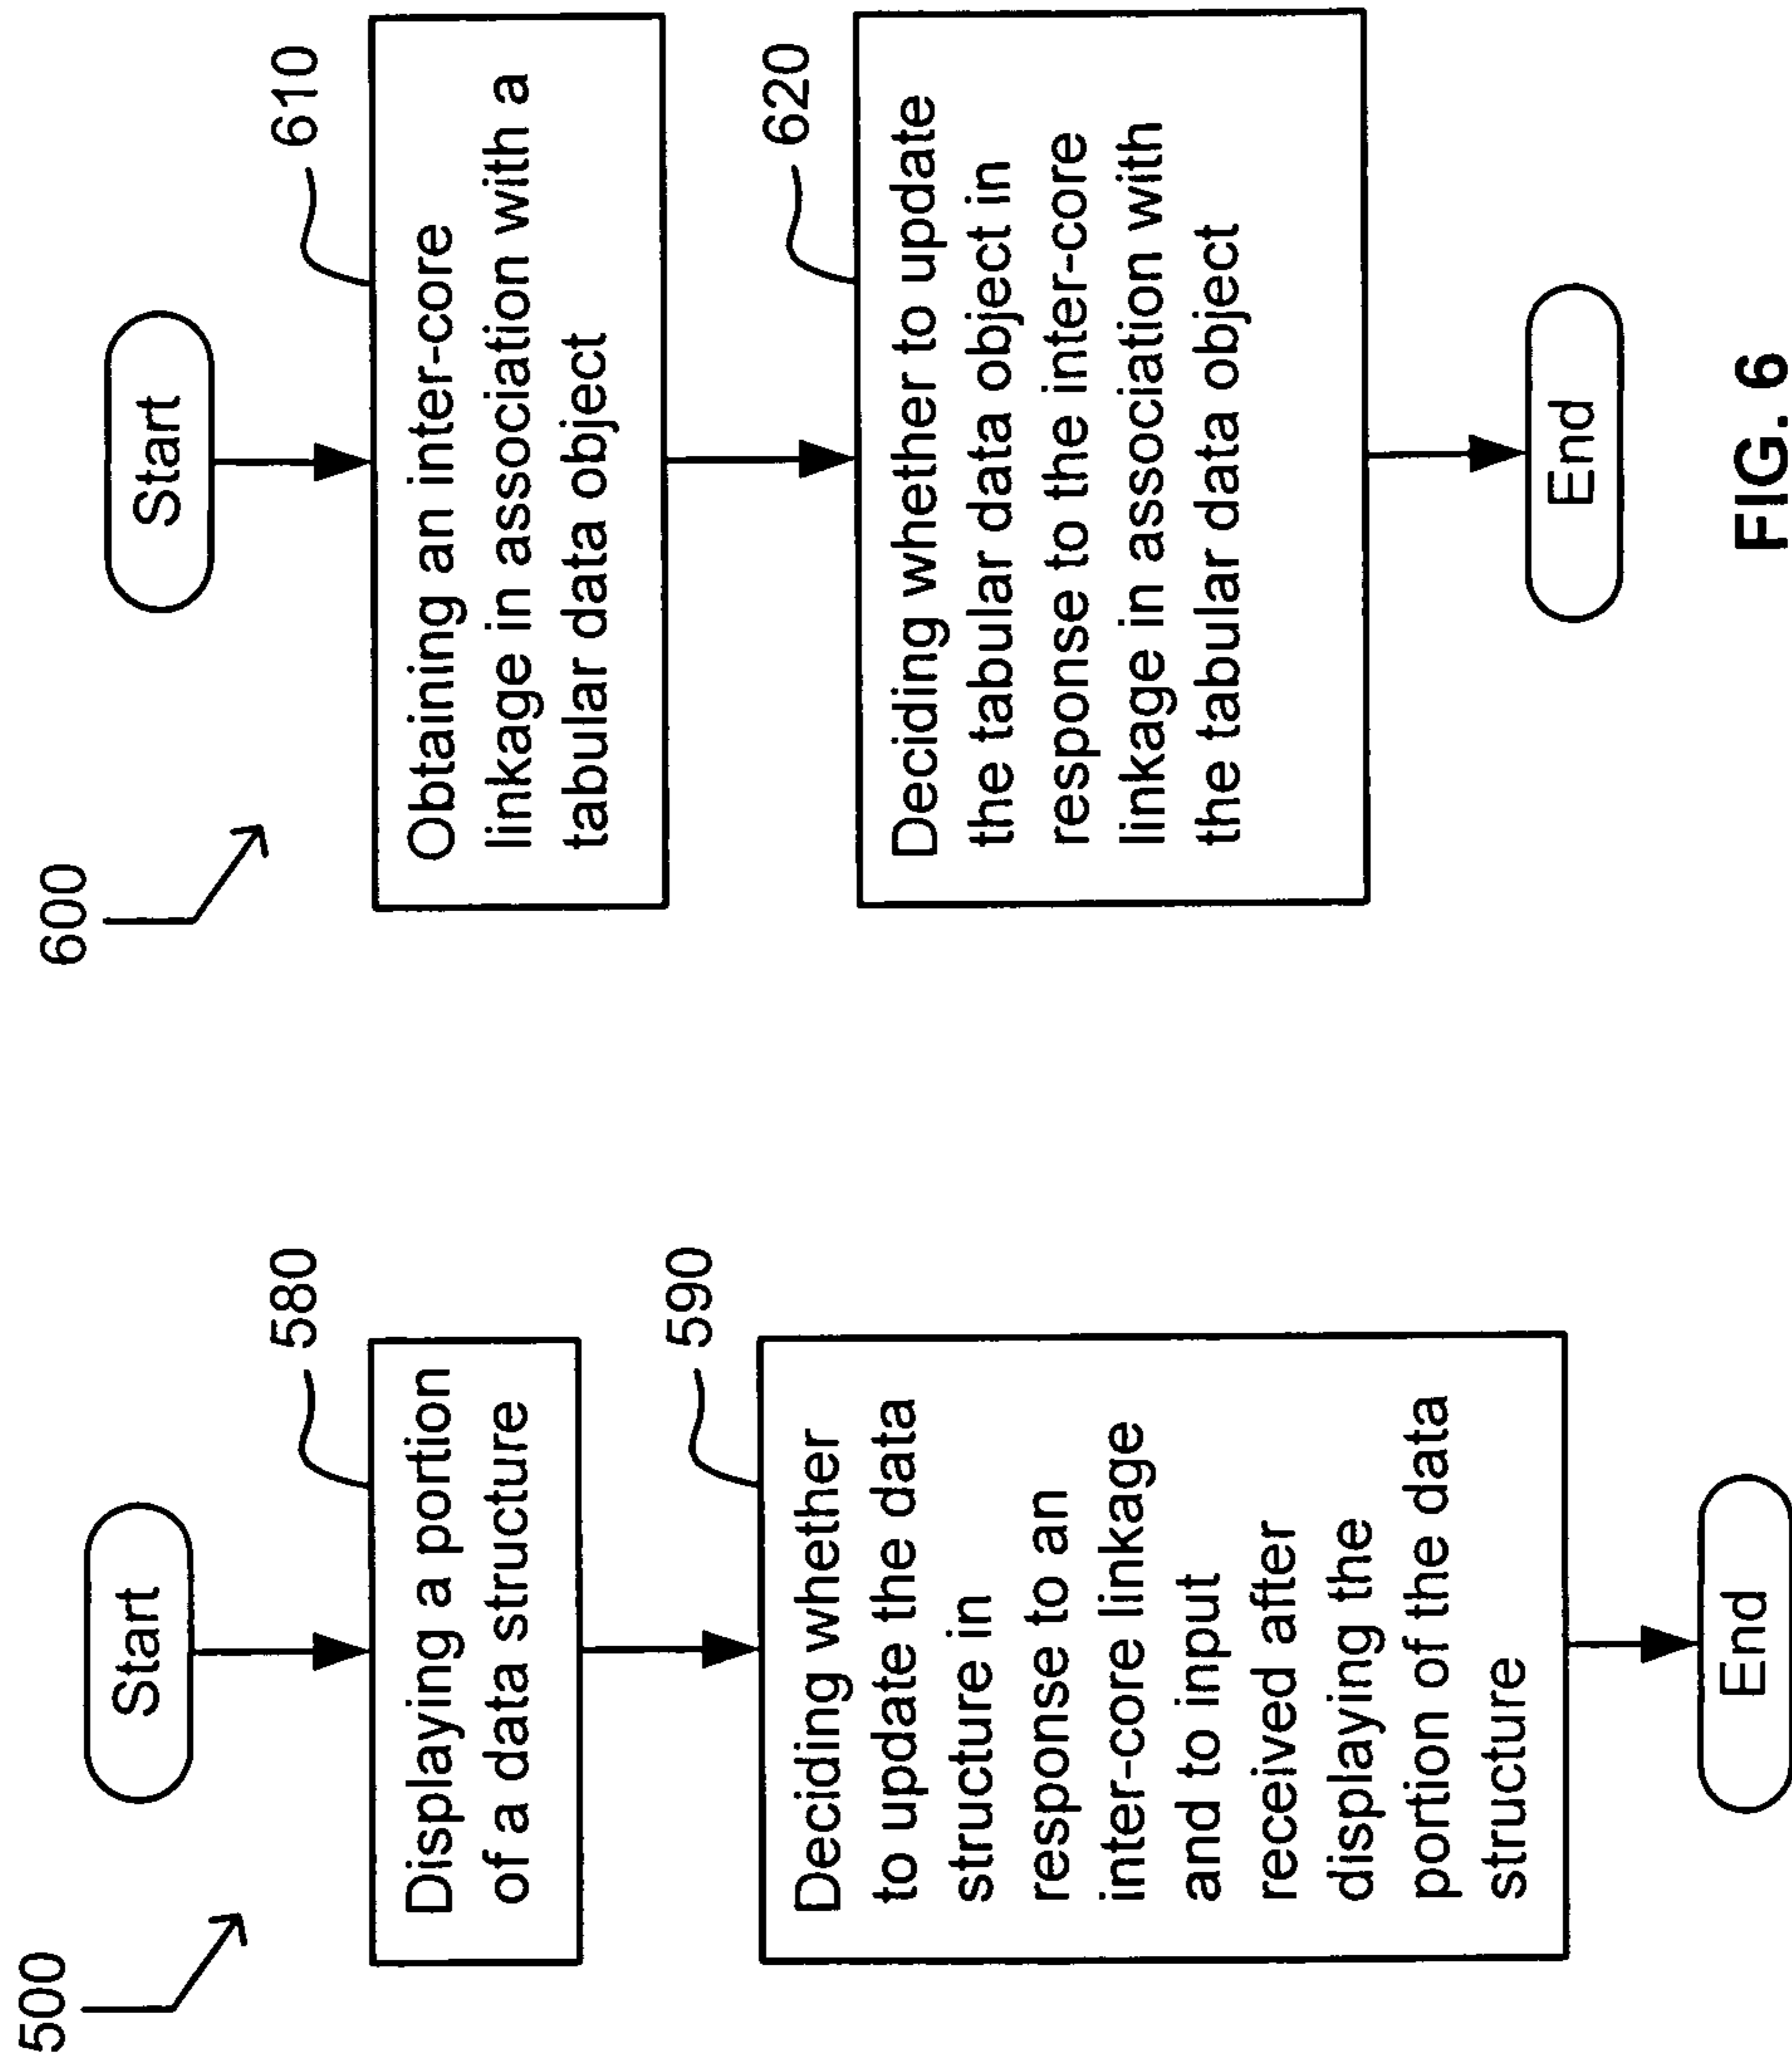 500
Start
580
Displaying a portion
of a data structure
590
Deciding whether
to update the data
structure in
response to an
inter-core linkage
and to input
received after
displaying the
portion of the data
structure
End
600
Start
610
Obtaining an inter-core
linkage in association with a
tabular data object
620
Deciding whether to update
the tabular data object in
response to the inter-core
linkage in association with
the tabular data object
End
FIG. 6